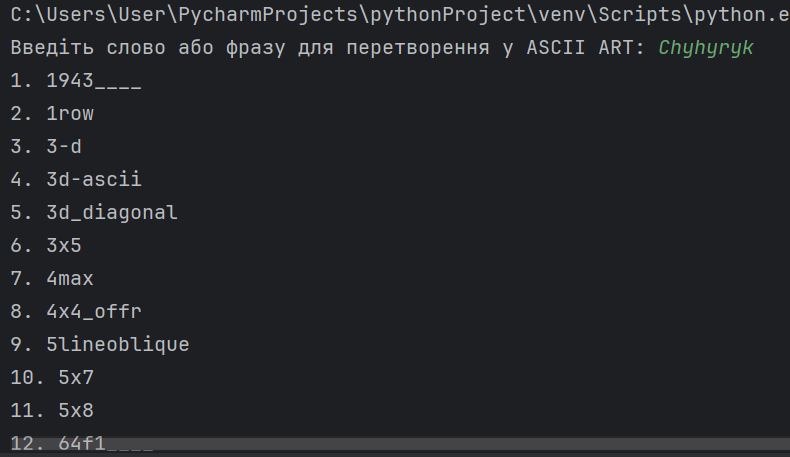 C:\Users\User\PycharmProjects\pythonProject\venv\Scripts\python.e
Введіть слово або фразу для перетворення у ASCII ART: Chyhyryk
1. 1943____
2. 1row
3. 3-d
4. 3d-ascii
5. 3d_diagonal
6. 3x5
7. 4max
8. 4x4_offr
9. 5lineoblique
10. 5x7
11. 5x8
12. 64f1____